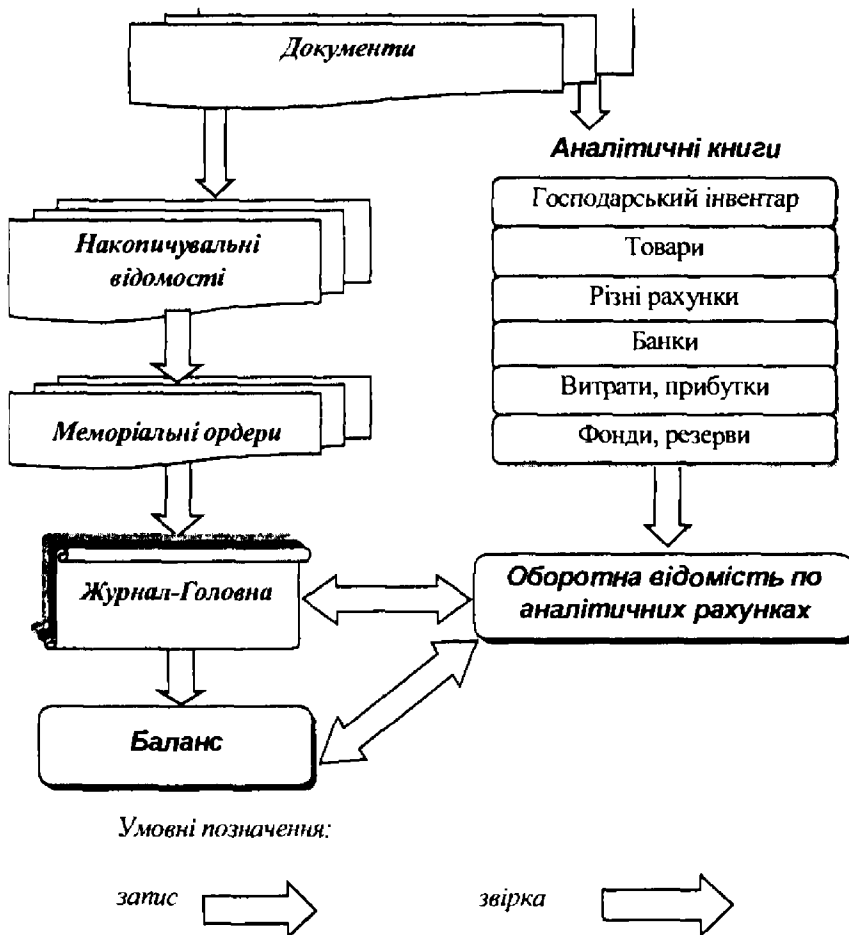 Документи
Аналітичні книги
Господарський інвентар
Товари
Різні рахунки
Банки
Витрати, прибутки
Фонди, резерви
Накопичувальні
відомості
Меморіальні ордери
Журнал-Головна
Оборотна відомість по
аналітичних рахунках
Баланс
Умовні позначення:
запис
звірка